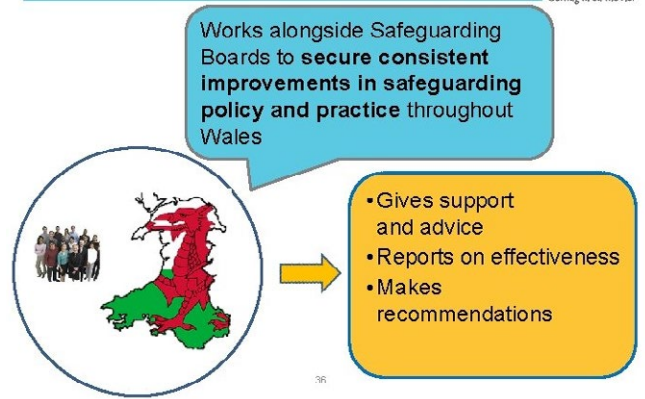 Works alongside Safeguarding
Boards to secure consistent
improvements in safeguarding
policy and practice throughout
Wales
• Gives support
and advice
• Reports on effectiveness
• Makes
recommendations
36